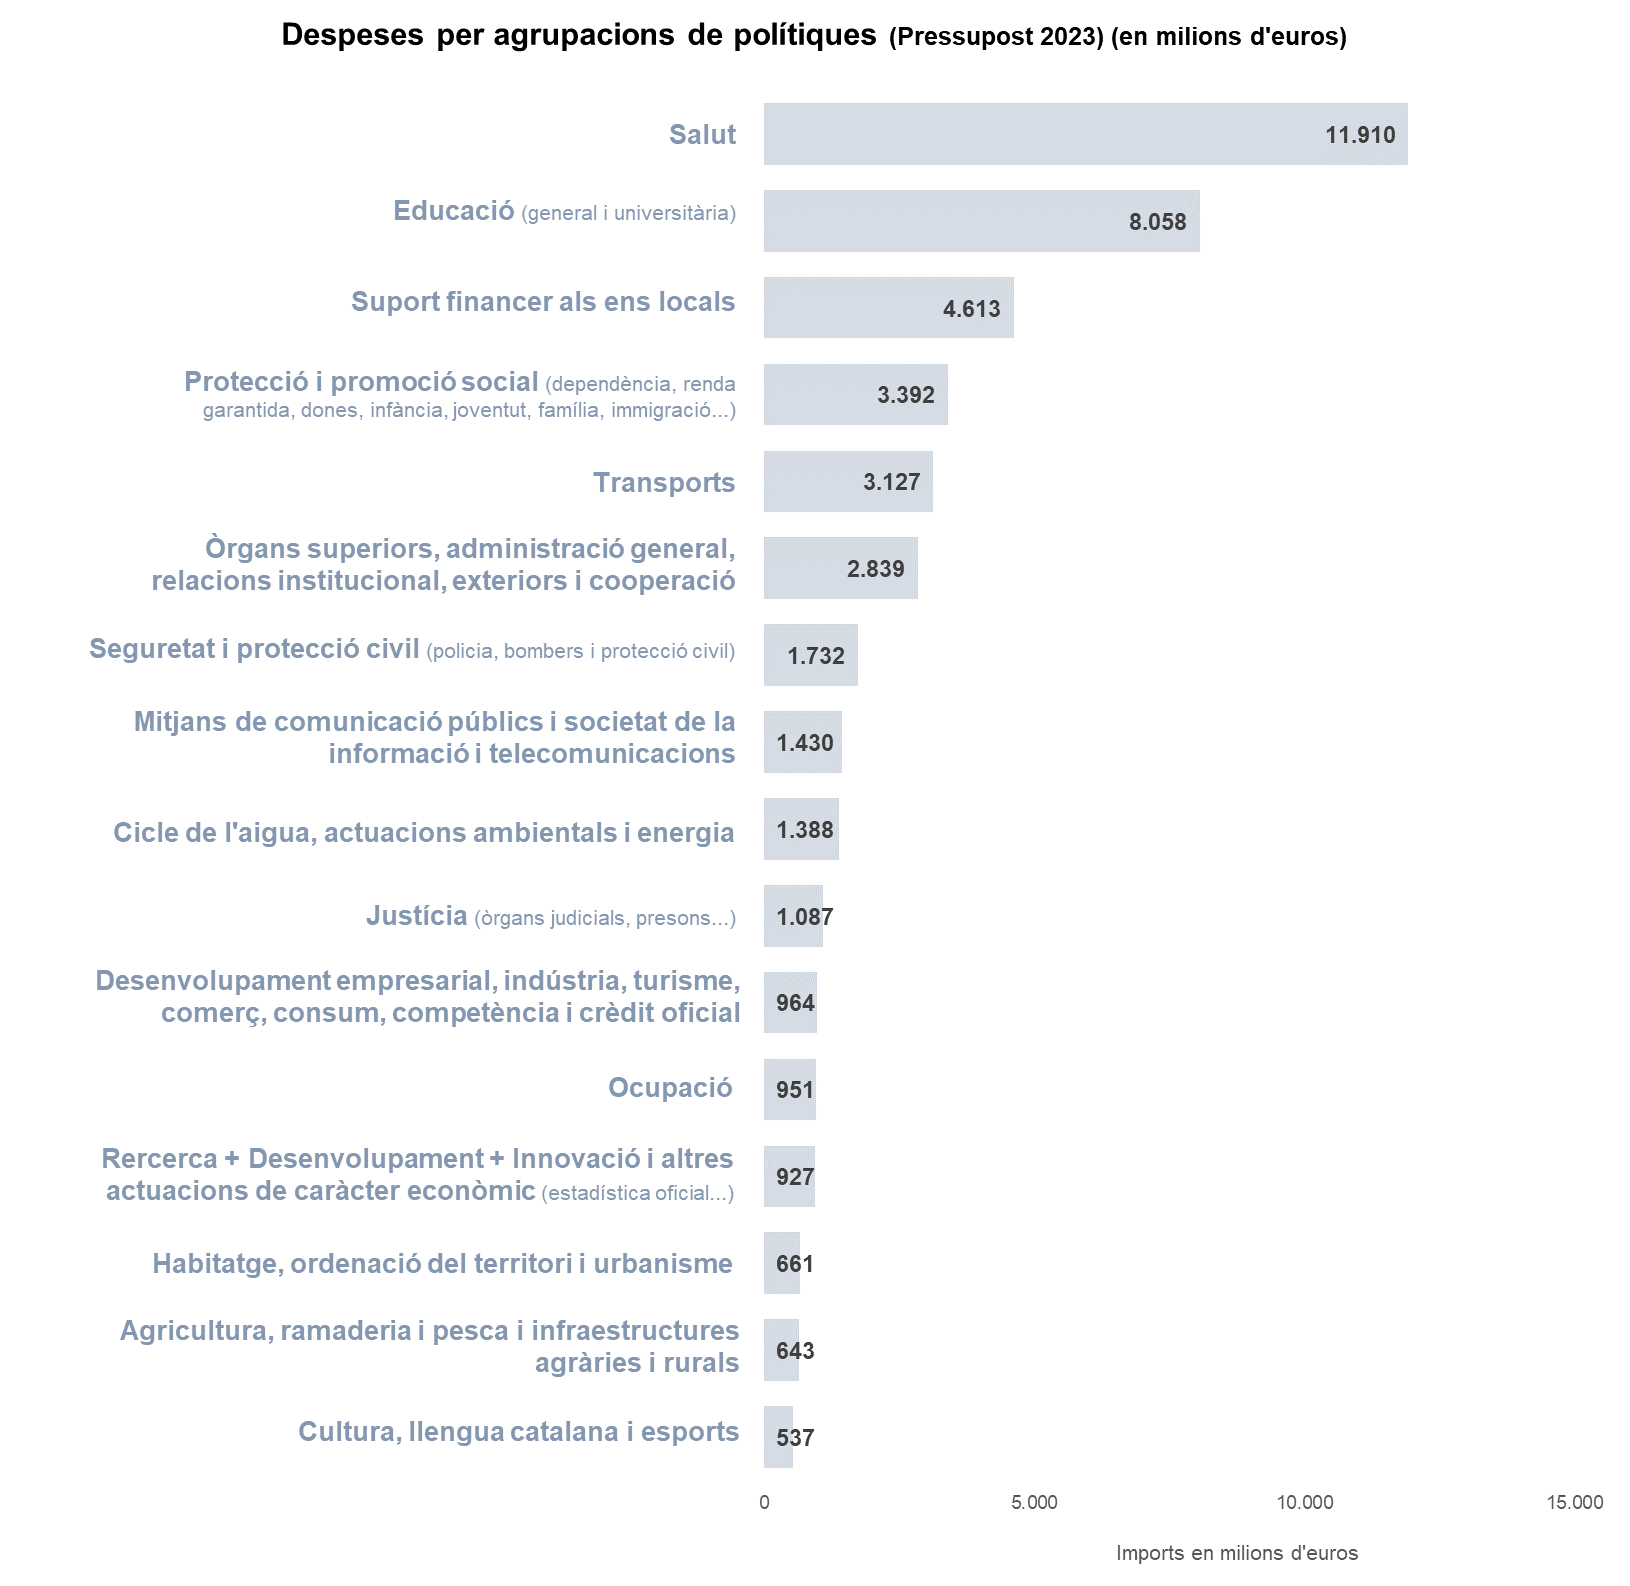 Despeses per agrupacions de polítiques (Pressupost 2023) (en milions d'euros)
Salut 11.910
Educació (general i universitària) 8.058
Suport financer als ens locals 4.613
Protecció i promoció social (dependència, renda
garantida, dones, infància, joventut, família, immigració...) 3.392
Transports 3.127
Òrgans superiors, administració general,
relacions institucional, exteriors i cooperació 2.839
Seguretat i protecció civil (policia, bombers i protecció civil) 1.732
Mitjans de comunicació públics i societat de la
informació i telecomunicacions 1.430
Cicle de l'aigua, actuacions ambientals i energia 1.388
Justícia (òrgans judicials, presons...) 1.087
Desenvolupament empresarial, indústria, turisme,
comerç, consum, competència i crèdit oficial 964
Ocupació 951
Rercerca + Desenvolupament + Innovació i altres
actuacions de caràcter econòmic (estadística oficial...) 927
Habitatge, ordenació del territori i urbanisme 661
Agricultura, ramaderia i pesca i infraestructures
agràries i rurals 643
Cultura, llengua catalana i esports 537
0 5.000 10.000 15.000
Imports en milions d'euros